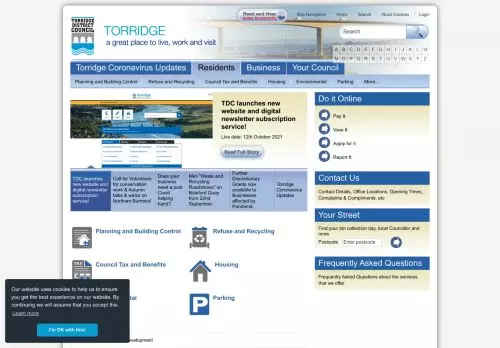 Read and Hear
Skip Navigation Home Search About Cookies Login
TORRIDGE
DISTRICT
COUNCIL
TORRIDGE
a great place to live, work and visit
Search
A B C D E F G H I J K L M
N O P Q R S T U V W X Y Z
Torridge Coronavirus Updates Residents Business Your Council
Planning and Building Control Refuse and Recycling Council Tax and Benefits Housing Environmental Parking More...
TDC launches new
website and digital
newsletter subscription
service!
Live date: 12th October 2021
Read Full Story
TDC launches
new website and
digital newsletter
subscription
service!
Call for Volunteers
for conservation
work & Autumn
talks & walks on
Northam Burrows!
Does your
business
need a post
Covid
helping
hand?
Mini "Waste and
Recycling
Roadshows" on
Bideford Quay
from 22nd
September
Further
Discretionary
Grants now
available to
Businesses
affected by
Pandemic
Torridge
Coronavirus
Updates
Planning and Building Control
Refuse and Recycling
Council Tax and Benefits
Housing
Parking
Do it Online
Pay It
View It
Apply for It
Report It
Contact Us
Contact Details, Office Locations, Opening Times,
Complaints & Compliments, etc
Your Street
Find your bin collection day, local Councillor and
more
Postcode Enter postcode
Frequently Asked Questions
Frequently Asked Questions about the services
that we offer
Our website uses cookies to help us to ensure
you get the best experience on our website. By
continuing we will assume that you accept this.
Learn more
I'm OK with this!